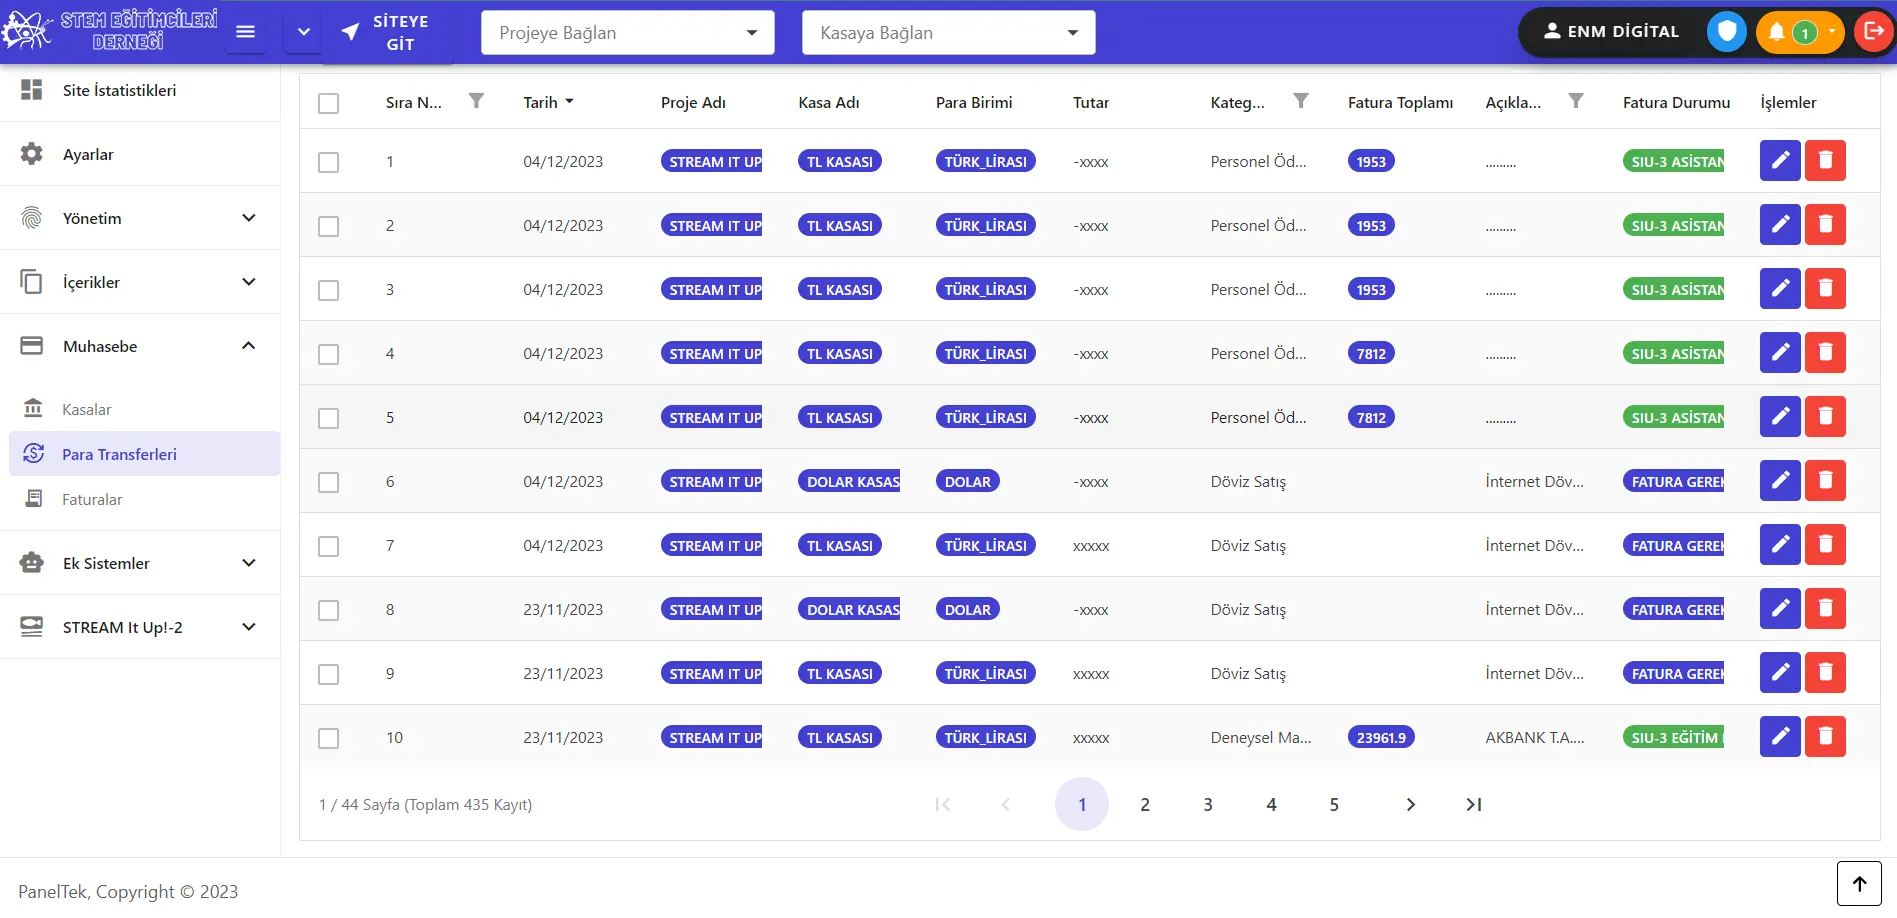 STEM EĞİTİMCİLERİ
DERNEĞİ
SİTEYE
GİT
Projeye Bağlan
Kasaya Bağlan
ENM DİGİTAL
1
Site İstatistikleri
Ayarlar
Yönetim
İçerikler
Muhasebe
Kasalar
Para Transferleri
Faturalar
Ek Sistemler
STREAM It Up!-2
Sıra N... Tarih Proje Adı Kasa Adı Para Birimi Tutar Kateg... Fatura Toplamı Açıkla... Fatura Durumu İşlemler
1 04/12/2023 STREAM IT UP TL KASASI TÜRK_LİRASI -xxxx Personel Öd... 1953 ......... SIU-3 ASİSTAN
2 04/12/2023 STREAM IT UP TL KASASI TÜRK_LİRASI -xxxx Personel Öd... 1953 ......... SIU-3 ASİSTAN
3 04/12/2023 STREAM IT UP TL KASASI TÜRK_LİRASI -xxxx Personel Öd... 1953 ......... SIU-3 ASİSTAN
4 04/12/2023 STREAM IT UP TL KASASI TÜRK_LİRASI -xxxx Personel Öd... 7812 ......... SIU-3 ASİSTAN
5 04/12/2023 STREAM IT UP TL KASASI TÜRK_LİRASI -xxxx Personel Öd... 7812 ......... SIU-3 ASİSTAN
6 04/12/2023 STREAM IT UP DOLAR KASAS DOLAR -xxxx Döviz Satış İnternet Döv... FATURA GEREK
7 04/12/2023 STREAM IT UP TL KASASI TÜRK_LİRASI xxxxx Döviz Satış İnternet Döv... FATURA GEREK
8 23/11/2023 STREAM IT UP DOLAR KASAS DOLAR -xxxx Döviz Satış İnternet Döv... FATURA GEREK
9 23/11/2023 STREAM IT UP TL KASASI TÜRK_LİRASI xxxxx Döviz Satış İnternet Döv... FATURA GEREK
10 23/11/2023 STREAM IT UP TL KASASI TÜRK_LİRASI xxxxx Deneysel Ma... 23961.9 AKBANK T.A.... SIU-3 EĞİTİM
1 / 44 Sayfa (Toplam 435 Kayıt) 1 2 3 4 5
PanelTek, Copyright © 2023